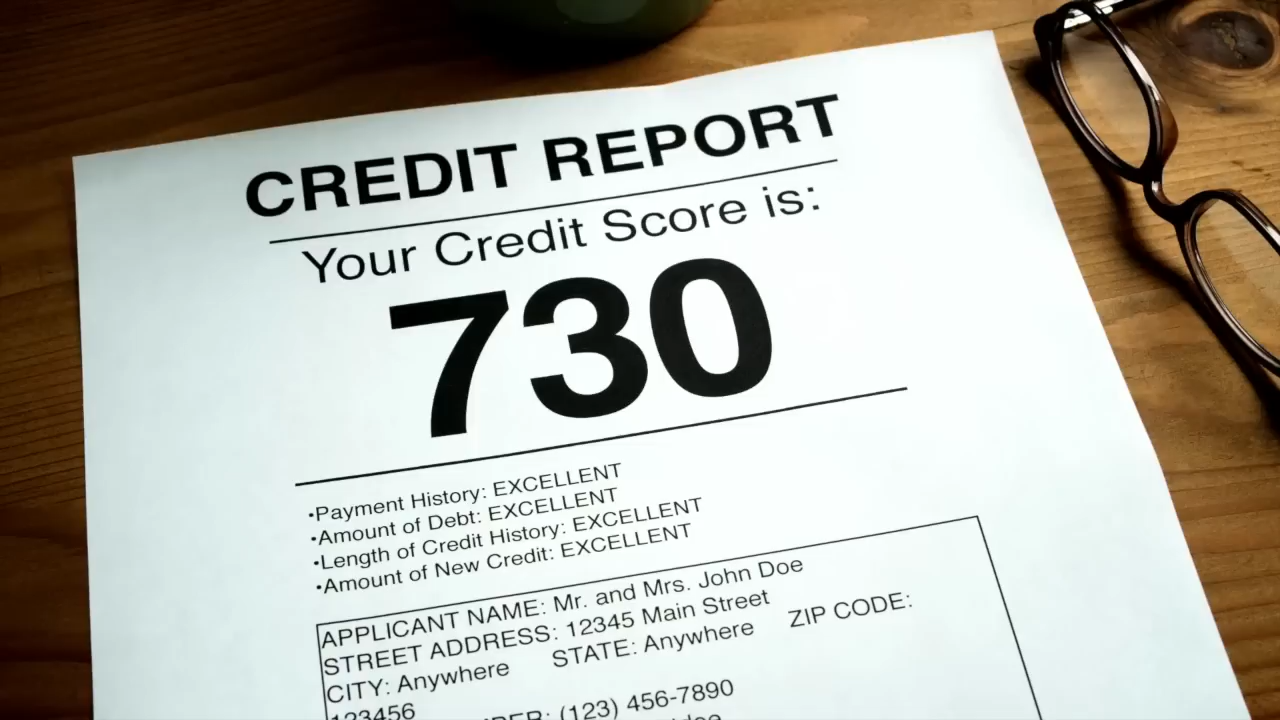 CREDIT REPORT
Your Credit Score is:
730
•Payment History: EXCELLENT
•Amount of Debt: EXCELLENT
•Length of Credit History: EXCELLENT
•Amount of New Credit: EXCELLENT
APPLICANT NAME: Mr. and Mrs. John Doe
STREET ADDRESS: 12345 Main Street
CITY: Anywhere STATE: Anywhere ZIP CODE:
123456 (123) 456-7890